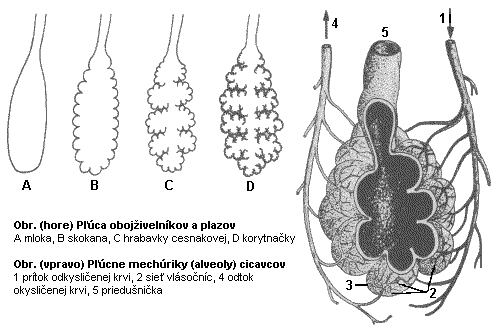 4
5
1
A
B
C
D
Obr. (hore) Pľúca obojživelníkov a plazov
A mloka, B skokana, C hrabavky cesnakovej, D korytnačky
Obr. (vpravo) Pľúcne mechúriky (alveoly) cicavcov
1 prítok odkysličenej krvi, 2 sieť vlásočníc, 4 odtok
okysličenej krvi, 5 priedušnička
3
2